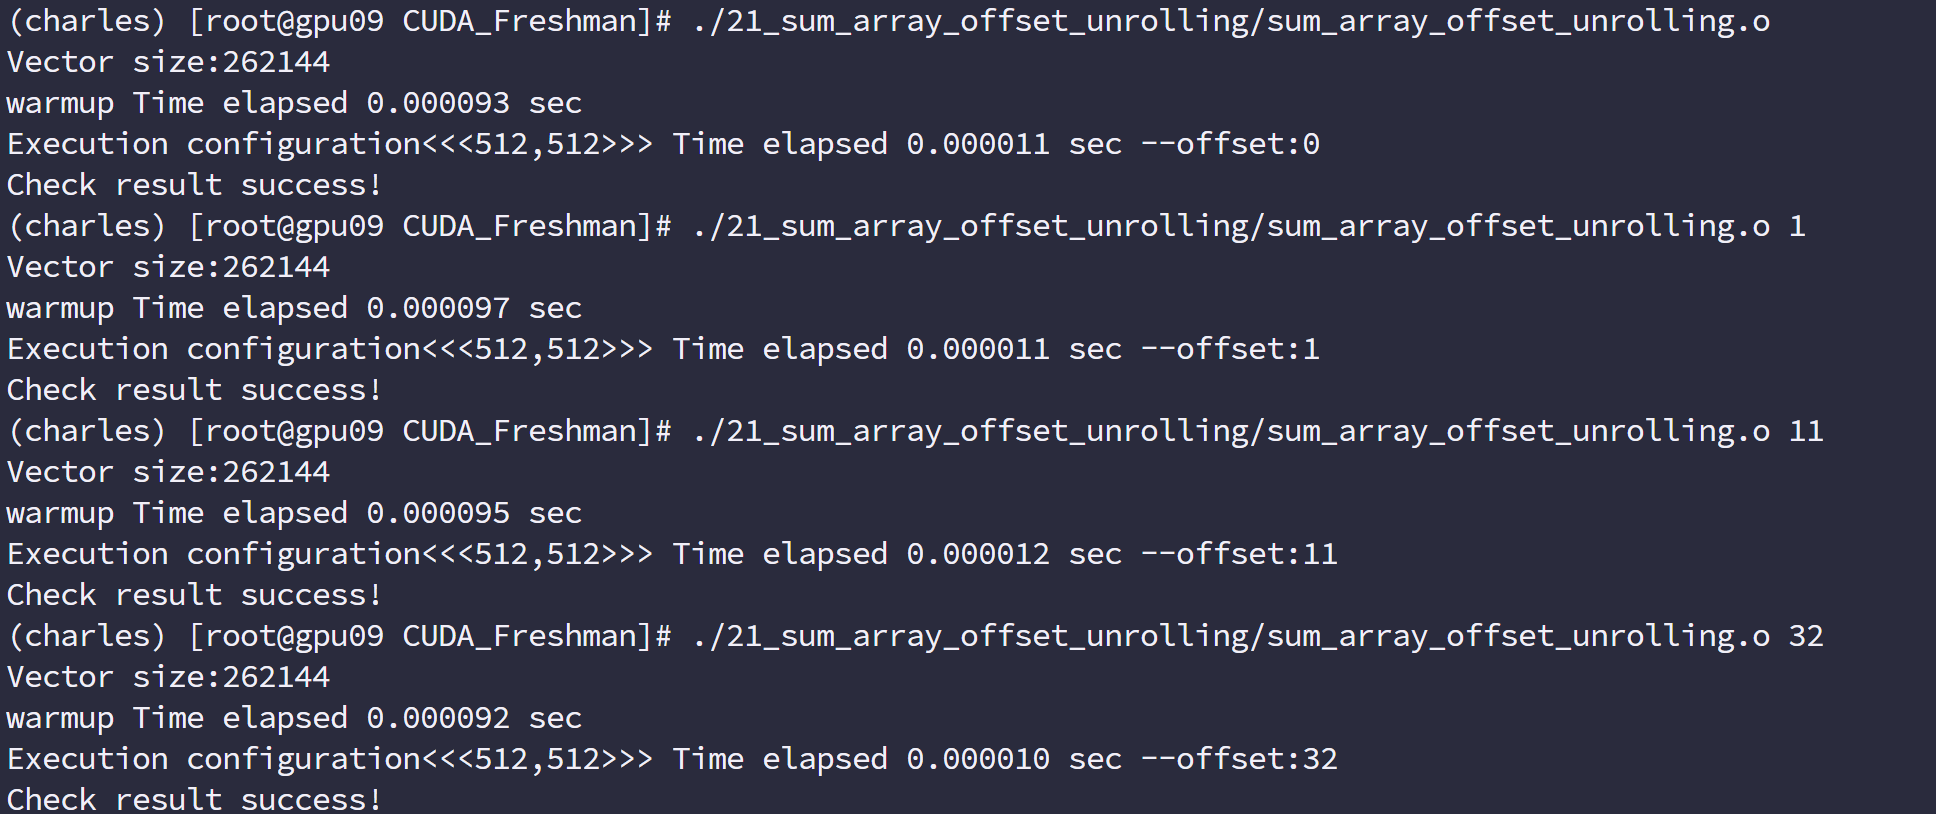 (charles) [root@gpu09 CUDA_Freshman]# ./21_sum_array_offset_unrolling/sum_array_offset_unrolling.o
Vector size:262144
warmup Time elapsed 0.000093 sec
Execution configuration<<<512,512>>> Time elapsed 0.000011 sec --offset:0
Check result success!
(charles) [root@gpu09 CUDA_Freshman]# ./21_sum_array_offset_unrolling/sum_array_offset_unrolling.o 1
Vector size:262144
warmup Time elapsed 0.000097 sec
Execution configuration<<<512,512>>> Time elapsed 0.000011 sec --offset:1
Check result success!
(charles) [root@gpu09 CUDA_Freshman]# ./21_sum_array_offset_unrolling/sum_array_offset_unrolling.o 11
Vector size:262144
warmup Time elapsed 0.000095 sec
Execution configuration<<<512,512>>> Time elapsed 0.000012 sec --offset:11
Check result success!
(charles) [root@gpu09 CUDA_Freshman]# ./21_sum_array_offset_unrolling/sum_array_offset_unrolling.o 32
Vector size:262144
warmup Time elapsed 0.000092 sec
Execution configuration<<<512,512>>> Time elapsed 0.000010 sec --offset:32
Check result success!